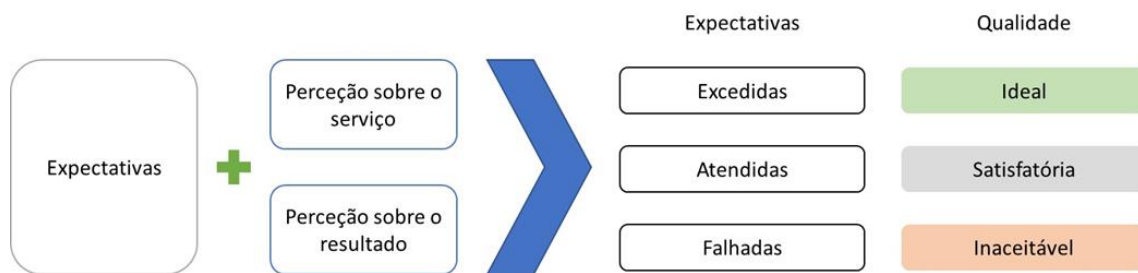 Expectativas
Qualidade
Expectativas
Perceção sobre o
serviço
Perceção sobre o
resultado
Excedidas
Ideal
Atendidas
Satisfatória
Falhadas
Inaceitável